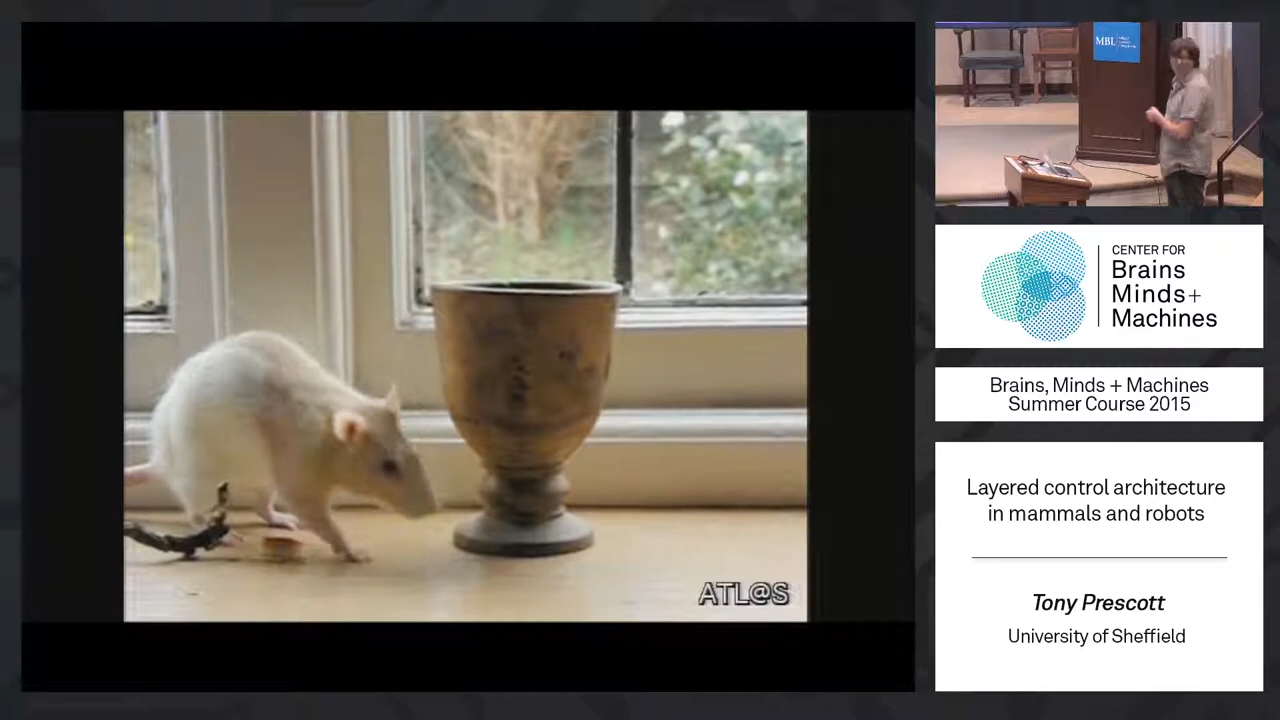 ATL@S
MBL
CENTER FOR
Brains
Minds+
Machines
Brains, Minds + Machines
Summer Course 2015
Layered control architecture
in mammals and robots
Tony Prescott
University of Sheffield